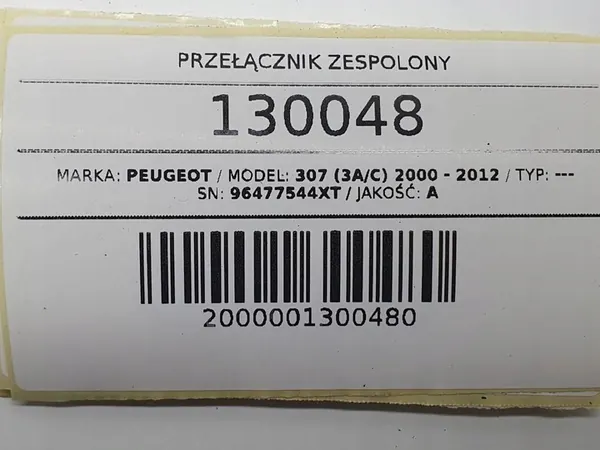 PRZEŁĄCZNIK ZESPOLONY
130048
MARKA: PEUGEOT / MODEL: 307 (3A/C) 2000 - 2012 / TYP: ---
SN: 96477544XT / JAKOŚĆ: A
2000001300480